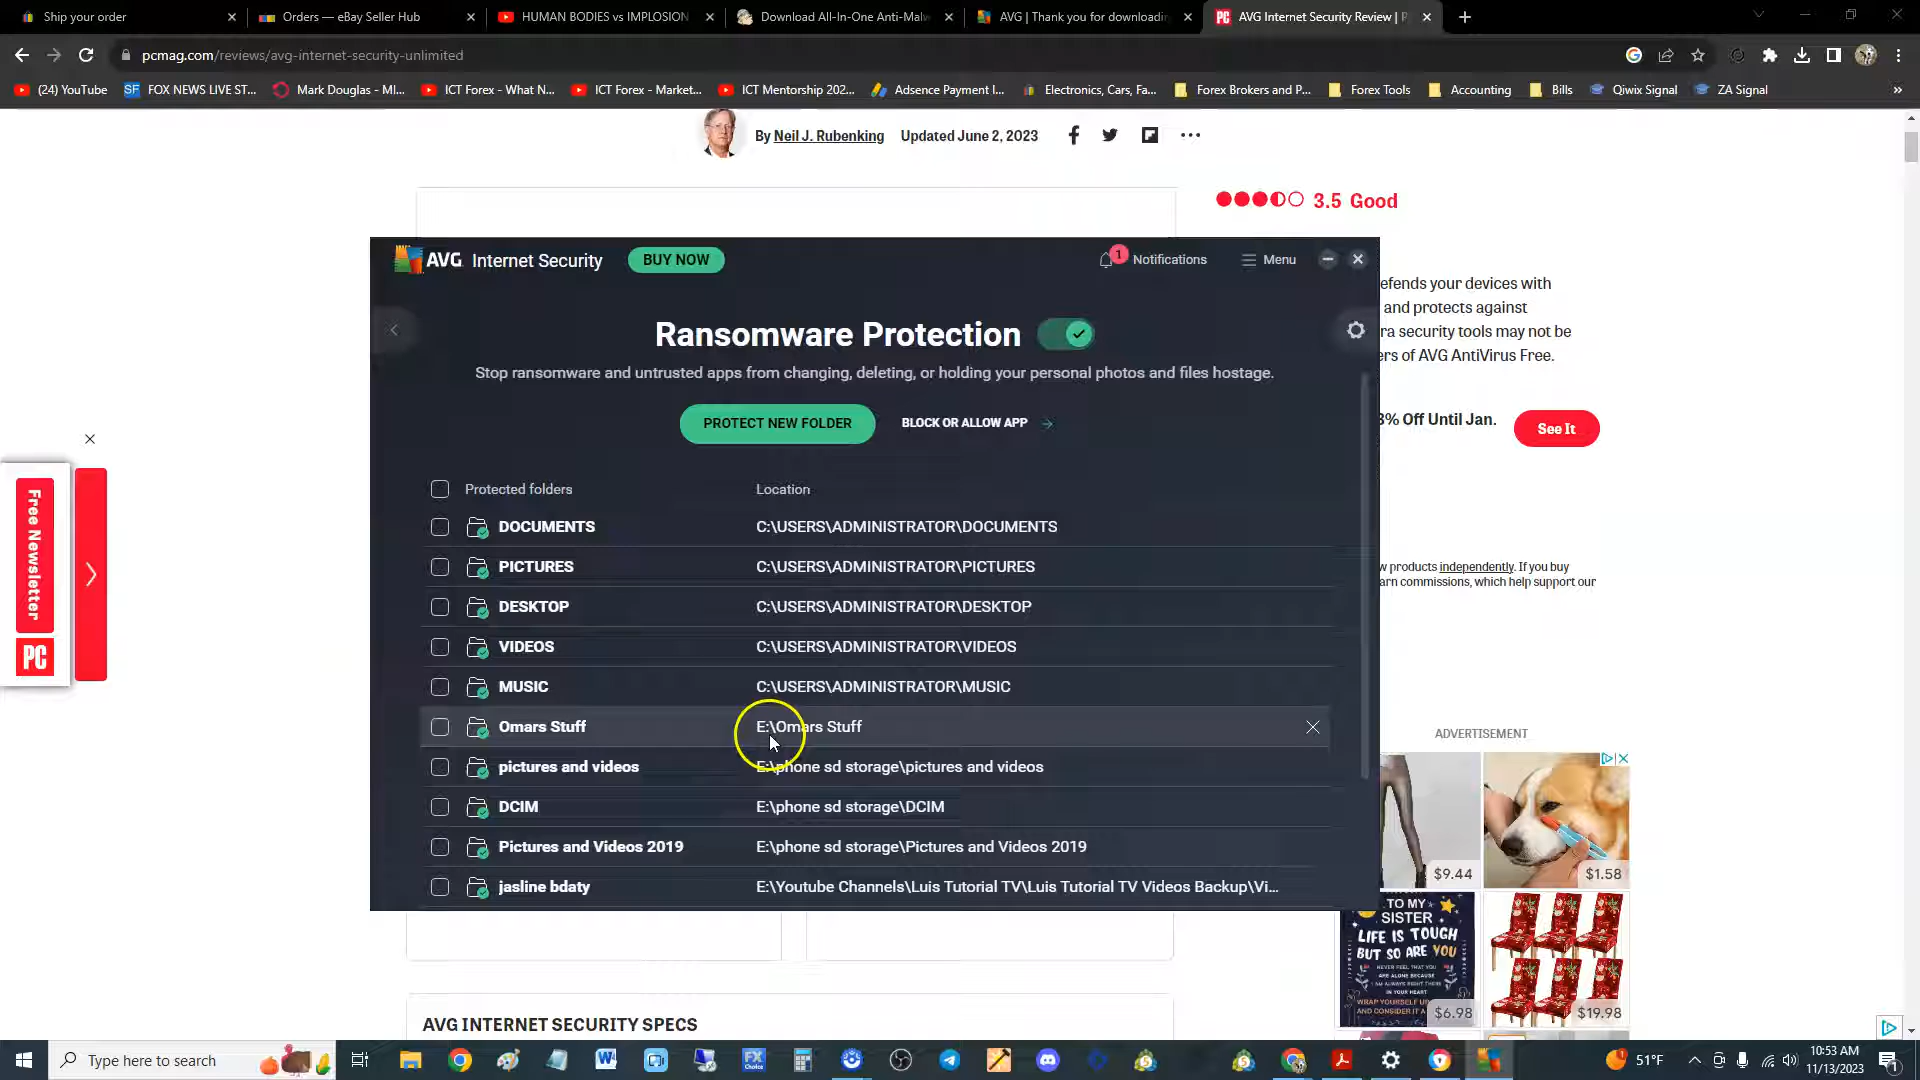 Ship your order
Orders — eBay Seller Hub
HUMAN BODIES vs IMPLOSION
Download All-In-One Anti-Malw
AVG | Thank you for downloadin
AVG Internet Security Review | P
pcmag.com/reviews/avg-internet-security-unlimited
(24) YouTube
FOX NEWS LIVE ST...
Mark Douglas - MI...
ICT Forex - What N...
ICT Forex - Market...
ICT Mentorship 202...
Adsence Payment I...
Electronics, Cars, Fa...
Forex Brokers and P...
Forex Tools
Accounting
Bills
Qiwix Signal
ZA Signal
By Neil J. Rubenking Updated June 2, 2023
3.5 Good
AVG Internet Security BUY NOW
1 Notifications
Menu
efends your devices with
and protects against
ra security tools may not be
ers of AVG AntiVirus Free.
Ransomware Protection
Stop ransomware and untrusted apps from changing, deleting, or holding your personal photos and files hostage.
PROTECT NEW FOLDER
BLOCK OR ALLOW APP
3% Off Until Jan.
See It
Protected folders Location
DOCUMENTS C:\USERS\ADMINISTRATOR\DOCUMENTS
PICTURES C:\USERS\ADMINISTRATOR\PICTURES
DESKTOP C:\USERS\ADMINISTRATOR\DESKTOP
VIDEOS C:\USERS\ADMINISTRATOR\VIDEOS
MUSIC C:\USERS\ADMINISTRATOR\MUSIC
Omars Stuff E:\Omars Stuff
pictures and videos E:\phone sd storage\pictures and videos
DCIM E:\phone sd storage\DCIM
Pictures and Videos 2019 E:\phone sd storage\Pictures and Videos 2019
jasline bdaty E:\Youtube Channels\Luis Tutorial TV\Luis Tutorial TV Videos Backup\Vi...
w products independently. If you buy
arn commissions, which help support our
Free Newsletter
PC
ADVERTISEMENT
$9.44
$1.58
TO MY
SISTER
LIFE IS TOUGH
BUT SO ARE YOU
WRAP YOURSELF UP
AND CONSIDER IT A
$6.98
$19.98
AVG INTERNET SECURITY SPECS
Type here to search
FX
Choice
51°F
10:53 AM
11/13/2023
1